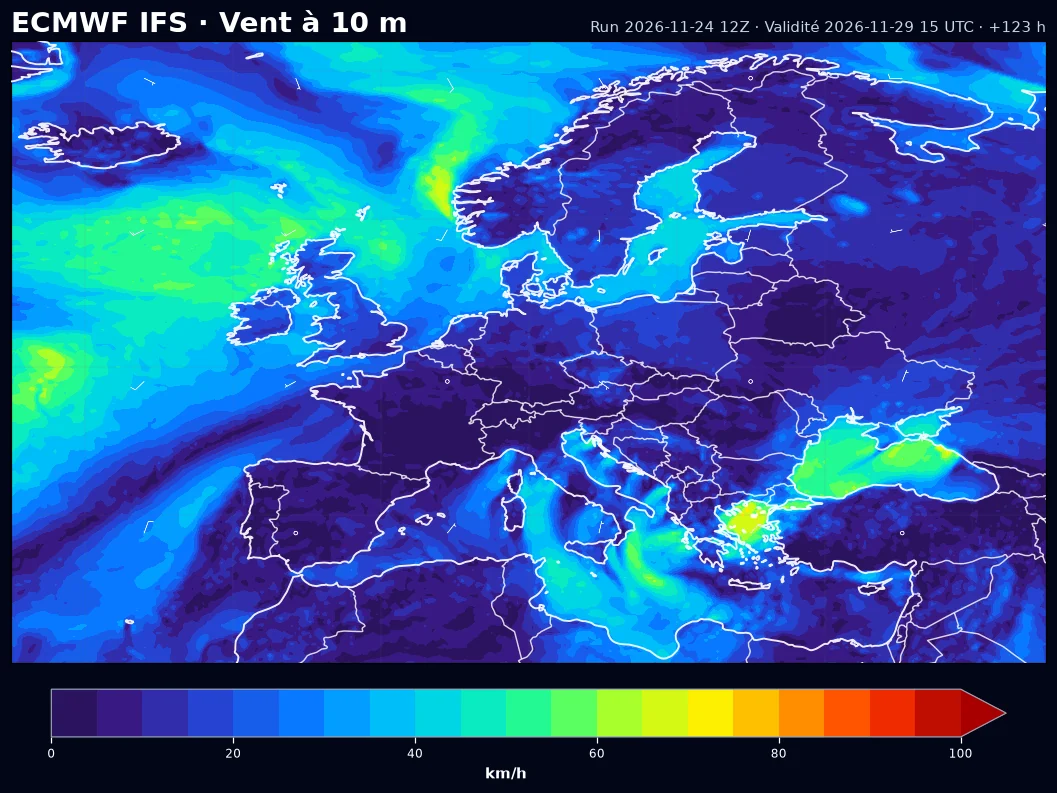 ECMWF IFS · Vent à 10 m
Run 2026-11-24 12Z · Validité 2026-11-29 15 UTC · +123 h
0 20 40 60 80 100
km/h